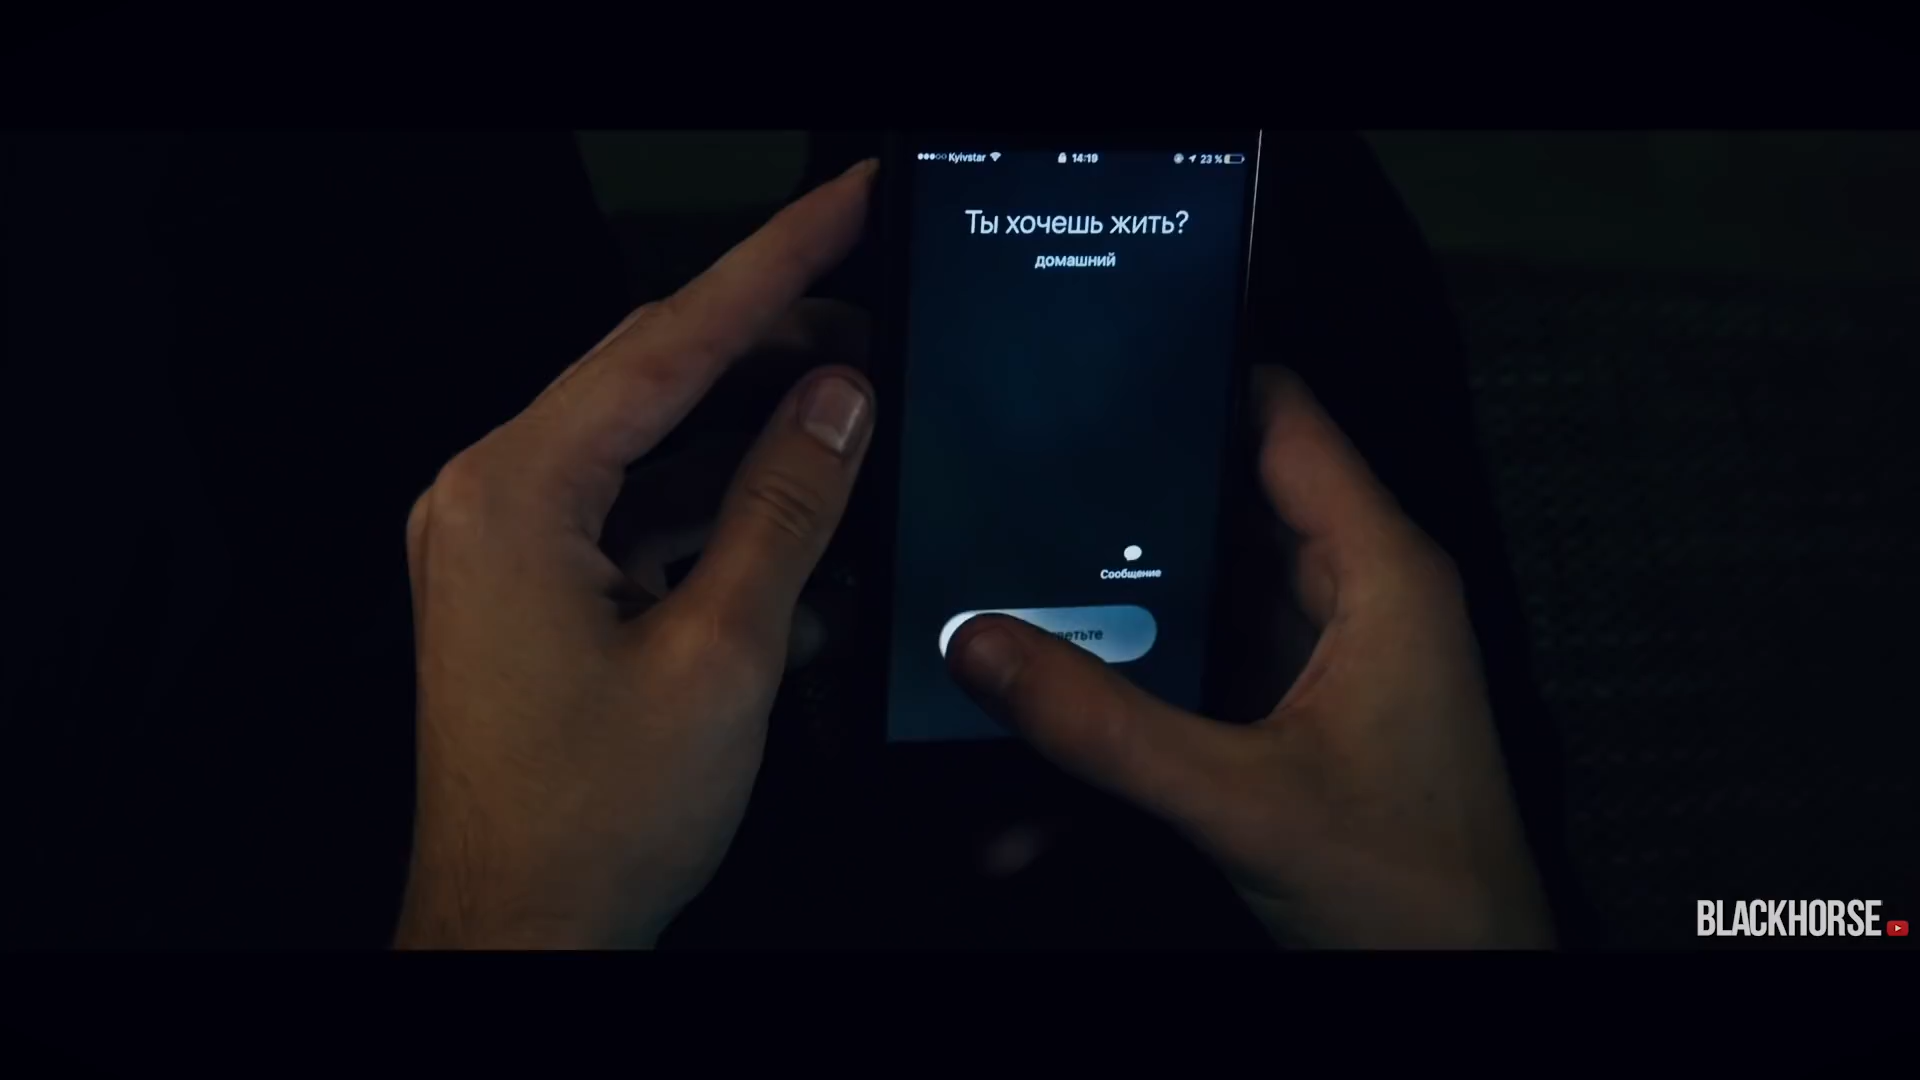 Kyivstar 14:19 23 %
Ты хочешь жить?
домашний
Сообщение
BLACKHORSE